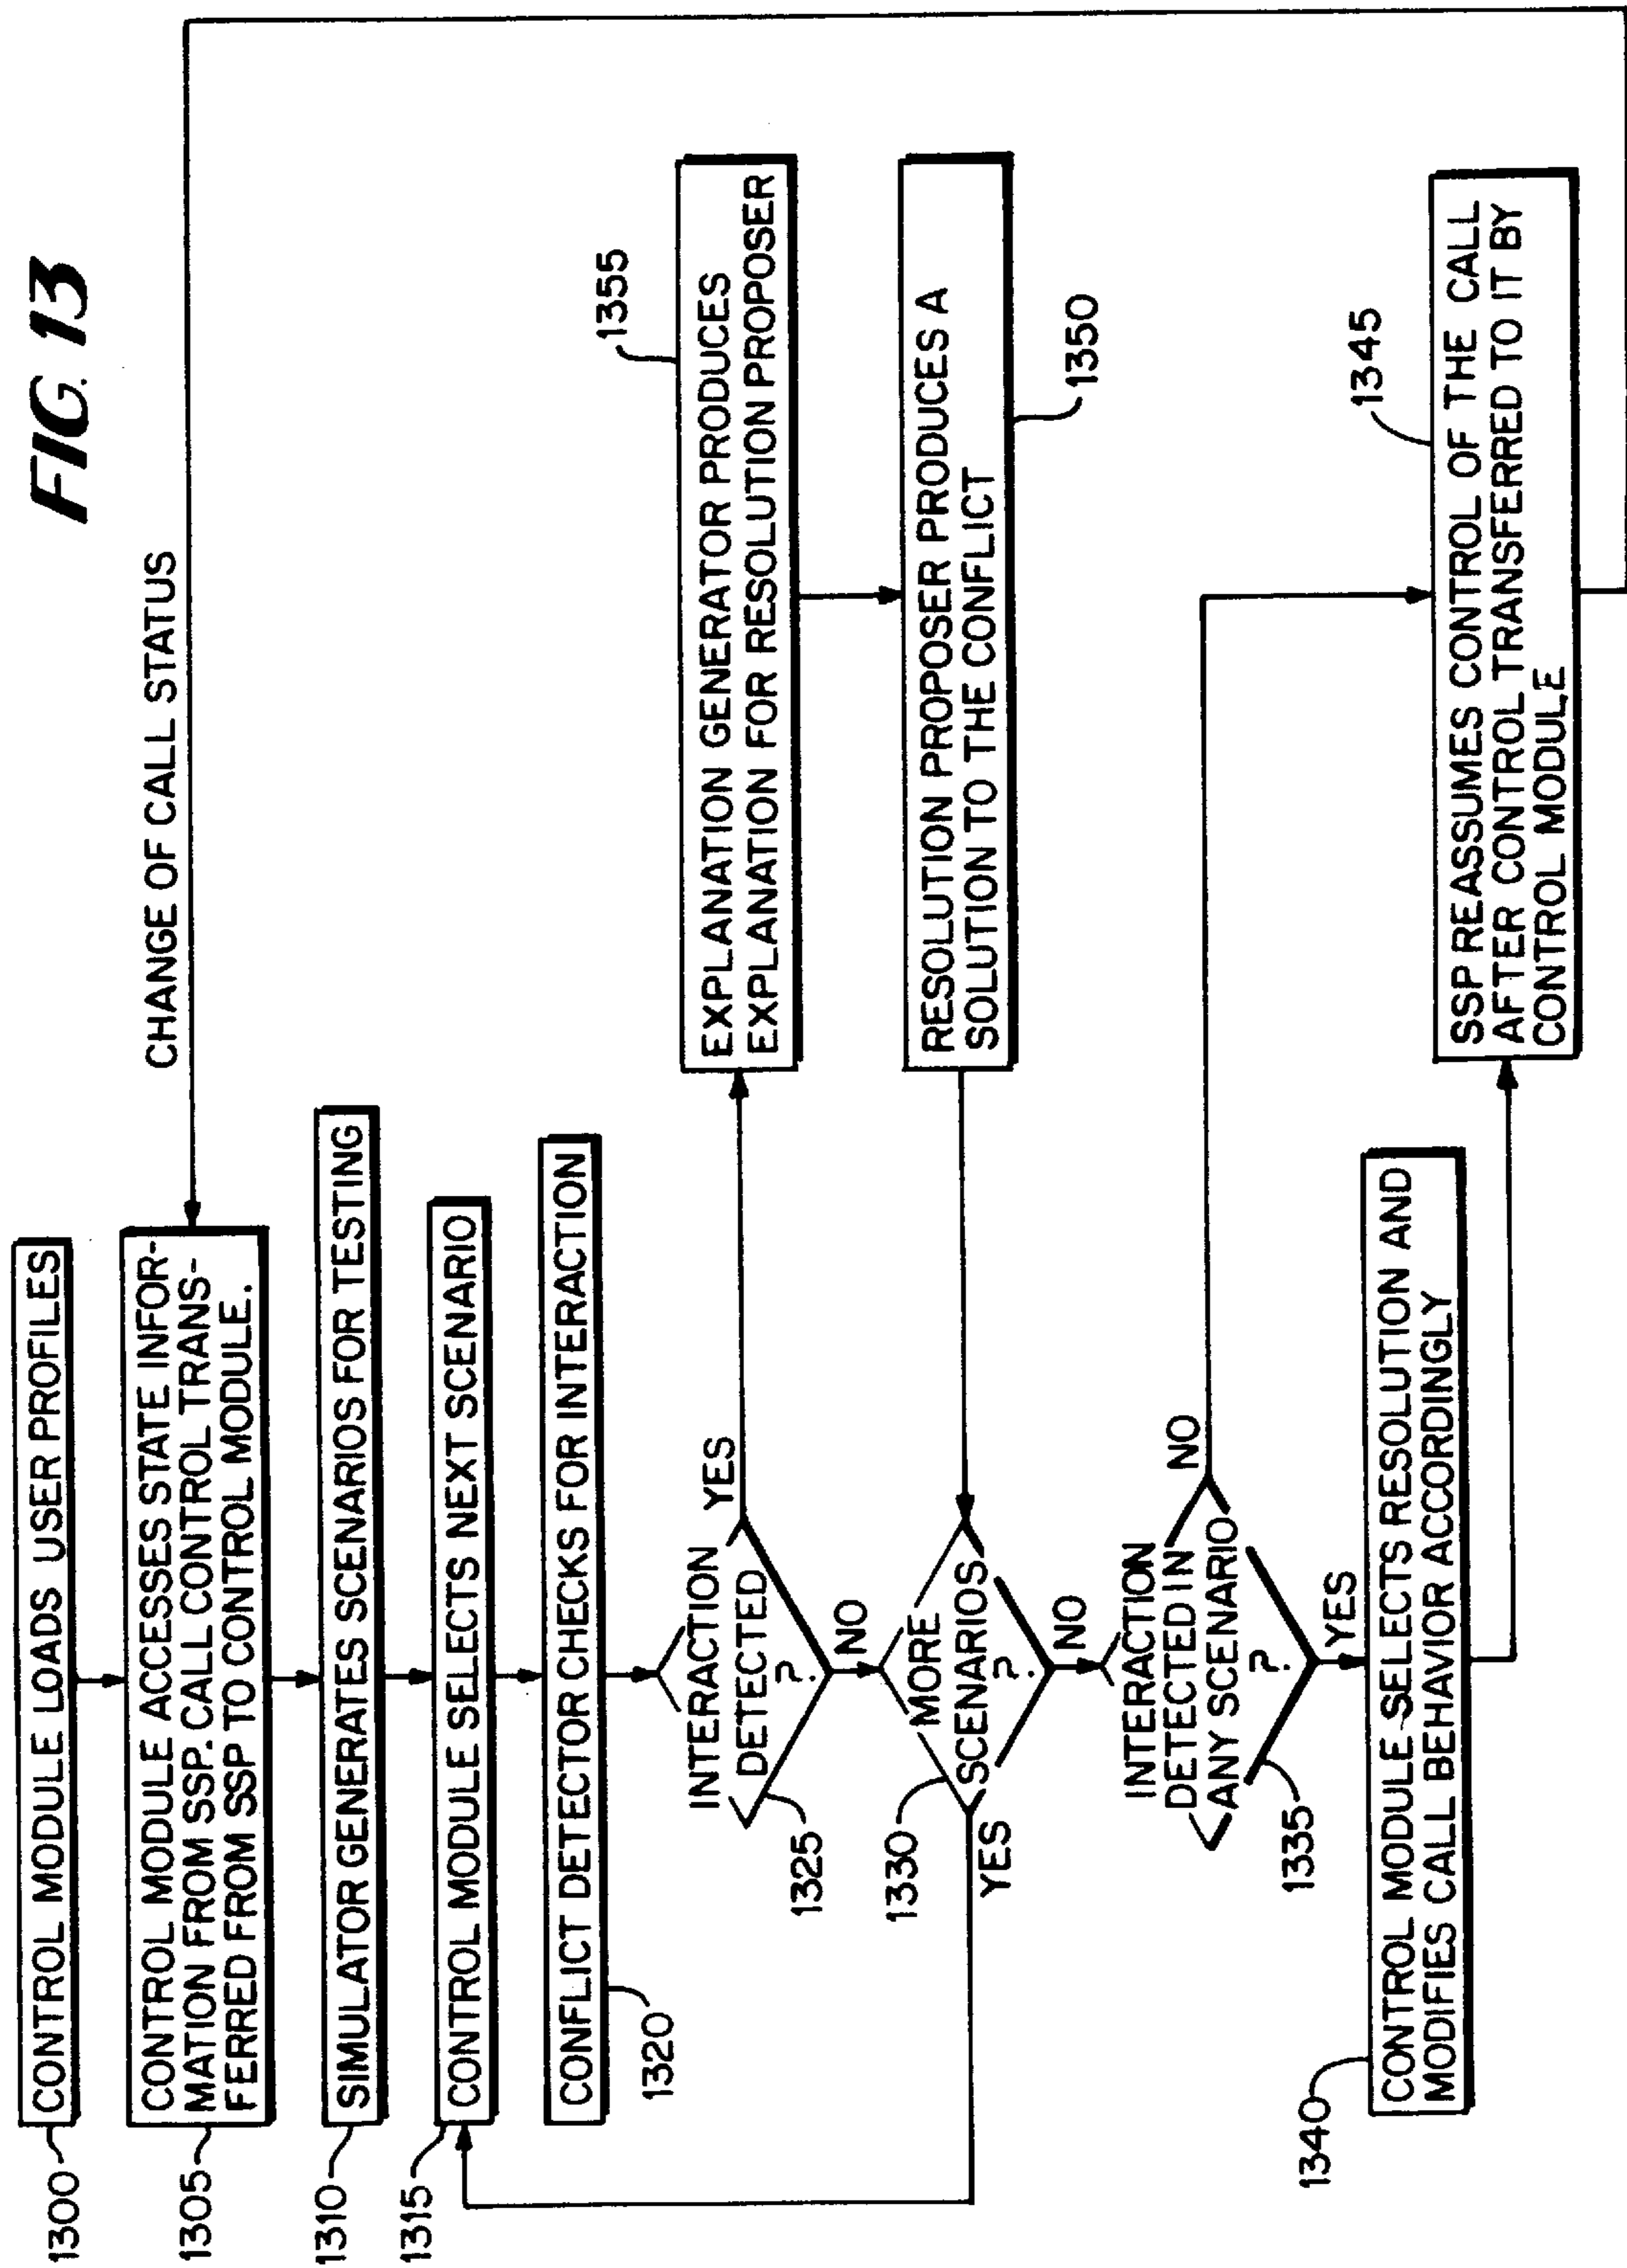 FIG. 13
CHANGE OF CALL STATUS
1300
CONTROL MODULE LOADS USER PROFILES
1305
CONTROL MODULE ACCESSES STATE INFOR-
MATION FROM SSP. CALL CONTROL TRANS-
FERRED FROM SSP TO CONTROL MODULE.
1310
SIMULATOR GENERATES SCENARIOS FOR TESTING
1315
CONTROL MODULE SELECTS NEXT SCENARIO
1320
CONFLICT DETECTOR CHECKS FOR INTERACTION
1325
INTERACTION
DETECTED
?
YES
NO
1355
EXPLANATION GENERATOR PRODUCES
EXPLANATION FOR RESOLUTION PROPOSER
1350
RESOLUTION PROPOSER PRODUCES A
SOLUTION TO THE CONFLICT
1330
MORE
SCENARIOS
?
YES
NO
1335
INTERACTION
DETECTED IN
ANY SCENARIO
?
NO
YES
1340
CONTROL MODULE SELECTS RESOLUTION AND
MODIFIES CALL BEHAVIOR ACCORDINGLY
1345
SSP REASSUMES CONTROL OF THE CALL
AFTER CONTROL TRANSFERRED TO IT BY
CONTROL MODULE